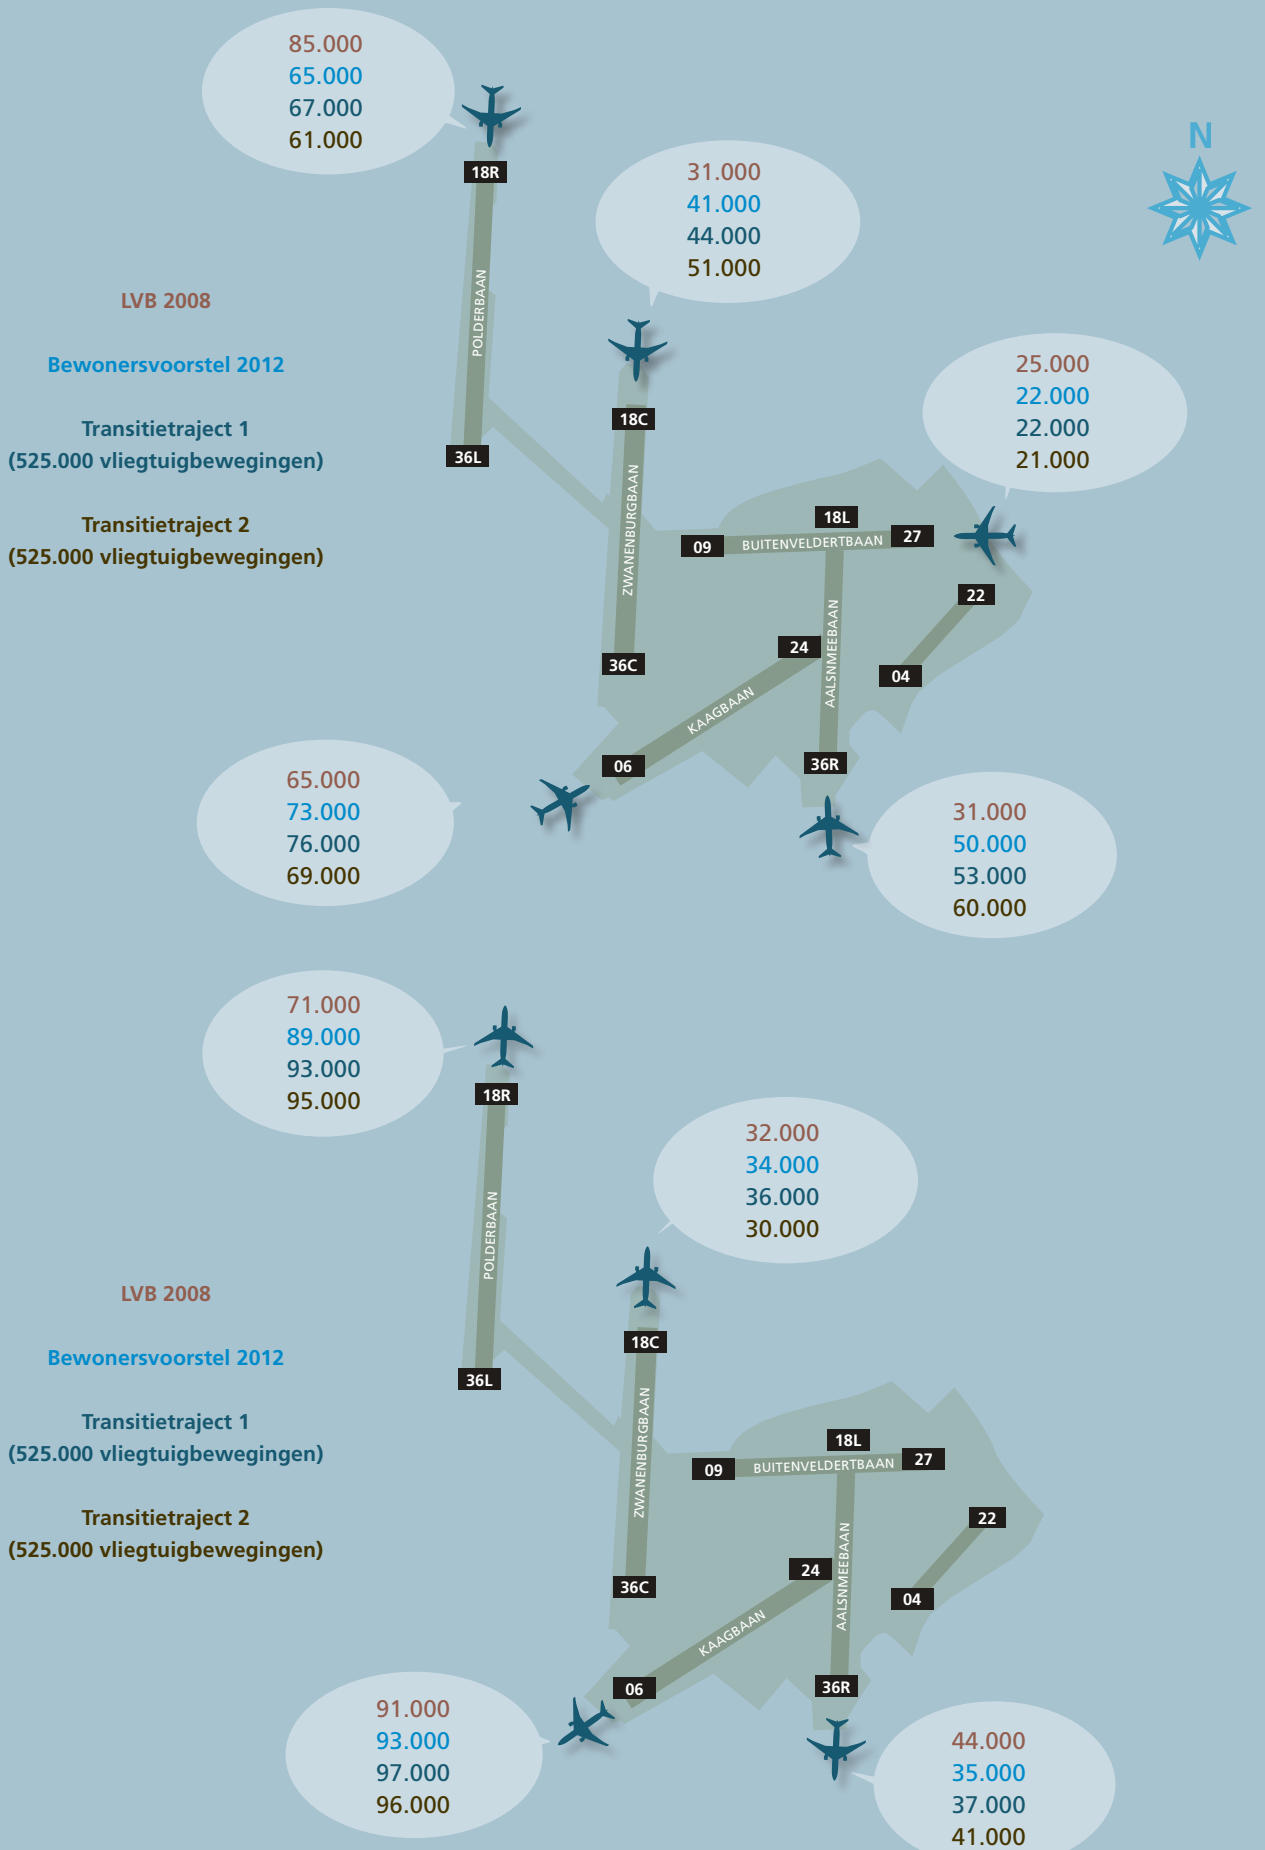 85.000
65.000
67.000
61.000
N
18R
31.000
41.000
44.000
51.000
POLDERBAAN
LVB 2008
Bewonersvoorstel 2012
Transitietraject 1
(525.000 vliegtuigbewegingen)
Transitietraject 2
(525.000 vliegtuigbewegingen)
25.000
22.000
22.000
21.000
18C
36L
ZWANENBURGBAAN
18L
27
09
BUITENVELDERTBAAN
22
24
AALSNMEEBAAN
36C
04
KAAGBAAN
06
36R
65.000
73.000
76.000
69.000
31.000
50.000
53.000
60.000
71.000
89.000
93.000
95.000
18R
32.000
34.000
36.000
30.000
POLDERBAAN
LVB 2008
Bewonersvoorstel 2012
Transitietraject 1
(525.000 vliegtuigbewegingen)
Transitietraject 2
(525.000 vliegtuigbewegingen)
18C
36L
ZWANENBURGBAAN
18L
27
09
BUITENVELDERTBAAN
22
24
AALSNMEEBAAN
36C
04
KAAGBAAN
06
36R
91.000
93.000
97.000
96.000
44.000
35.000
37.000
41.000